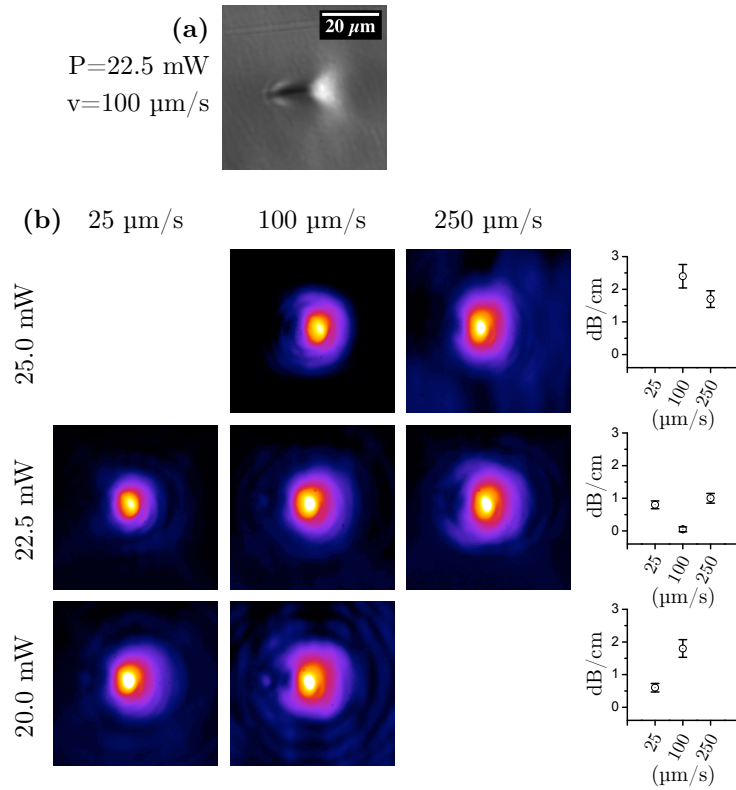 (a)
P=22.5 mW
v=100 µm/s
20 µm
(b) 25 µm/s 100 µm/s 250 µm/s
25.0 mW
dB/cm
3
2
1
0
25 100 250
(µm/s)
22.5 mW
dB/cm
3
2
1
0
25 100 250
(µm/s)
20.0 mW
dB/cm
3
2
1
0
25 100 250
(µm/s)